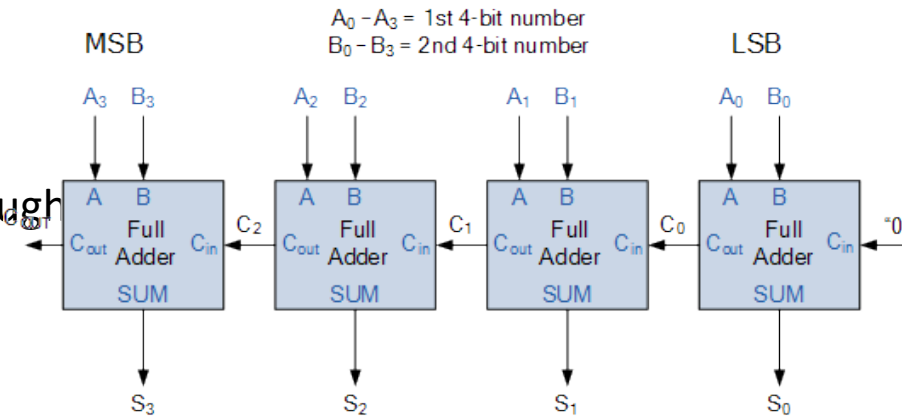 A0 – A3 = 1st 4-bit number
B0 – B3 = 2nd 4-bit number
MSB
LSB
A3 B3 A2 B2 A1 B1 A0 B0
A B A B A B A B
ugh
Full Adder
Full Adder
Full Adder
Full Adder
Cout Cin C2 Cout Cin C1 Cout Cin C0 Cout Cin "0
SUM SUM SUM SUM
S3 S2 S1 S0